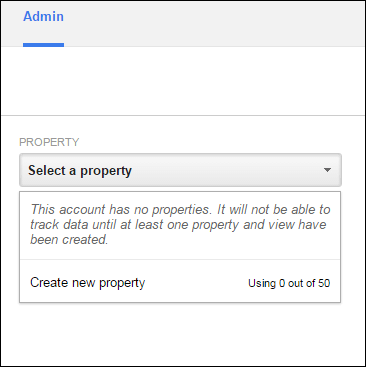 Admin
PROPERTY
Select a property
This account has no properties. It will not be able to
track data until at least one property and view have
been created.
Create new property Using 0 out of 50